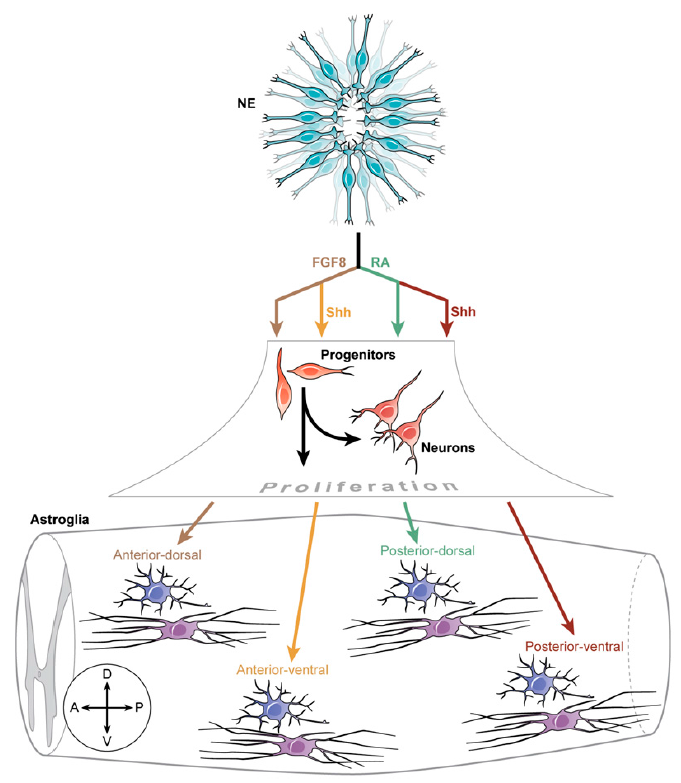 NE
FGF8 RA
Shh Shh
Progenitors
Neurons
Proliferation
Astroglia
Anterior-dorsal
Posterior-dorsal
Anterior-ventral
Posterior-ventral
D
A P
V